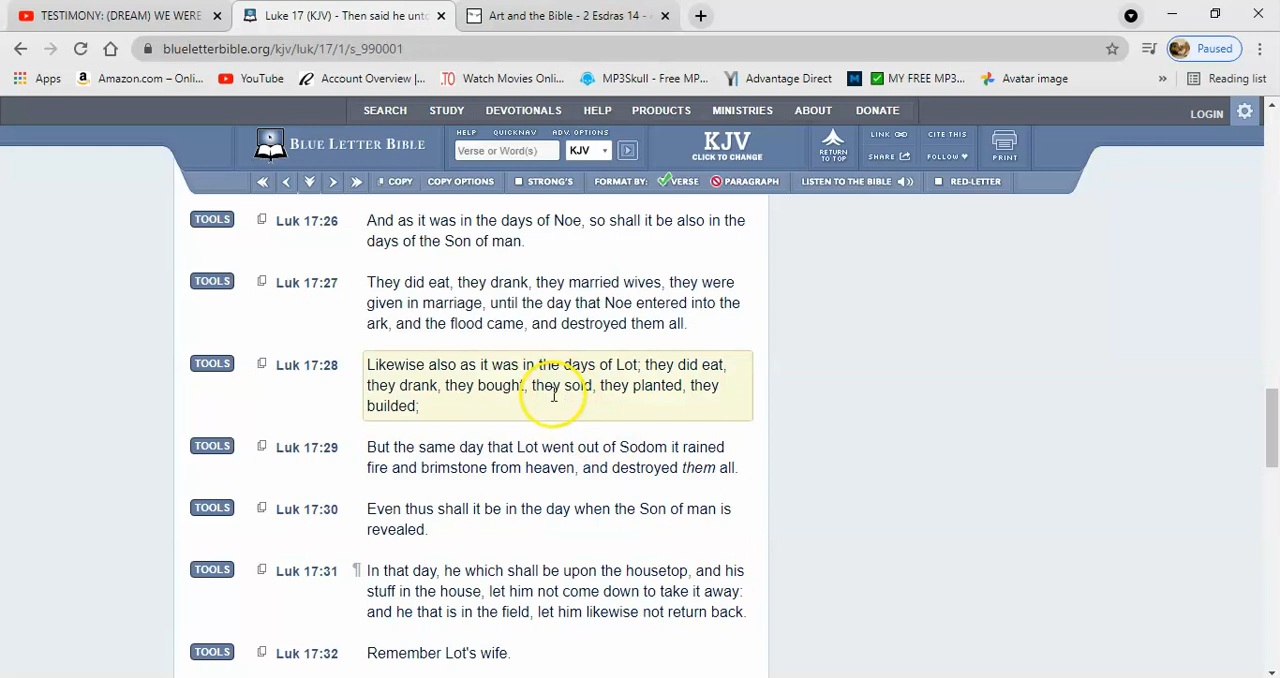 TESTIMONY: (DREAM) WE WERE
Luke 17 (KJV) - Then said he unto
Art and the Bible - 2 Esdras 14 -
blueletterbible.org/kjv/luk/17/1/s_990001
Paused
Apps
Amazon.com – Onli...
YouTube
Account Overview |...
Watch Movies Onli...
MP3Skull - Free MP...
Advantage Direct
MY FREE MP3...
Avatar image
»
Reading list
SEARCH STUDY DEVOTIONALS HELP PRODUCTS MINISTRIES ABOUT DONATE
LOGIN
BLUE LETTER BIBLE
HELP QUICKNAV ADV. OPTIONS
Verse or Word(s)
KJV
KJV
CLICK TO CHANGE
RETURN
TO TOP
LINK
CITE THIS
SHARE
FOLLOW
PRINT
COPY COPY OPTIONS STRONG'S FORMAT BY: VERSE PARAGRAPH LISTEN TO THE BIBLE RED-LETTER
TOOLS Luk 17:26 And as it was in the days of Noe, so shall it be also in the
days of the Son of man.
TOOLS Luk 17:27 They did eat, they drank, they married wives, they were
given in marriage, until the day that Noe entered into the
ark, and the flood came, and destroyed them all.
TOOLS Luk 17:28 Likewise also as it was in the days of Lot; they did eat,
they drank, they bought, they sold, they planted, they
builded;
TOOLS Luk 17:29 But the same day that Lot went out of Sodom it rained
fire and brimstone from heaven, and destroyed them all.
TOOLS Luk 17:30 Even thus shall it be in the day when the Son of man is
revealed.
TOOLS Luk 17:31 ¶ In that day, he which shall be upon the housetop, and his
stuff in the house, let him not come down to take it away:
and he that is in the field, let him likewise not return back.
TOOLS Luk 17:32 Remember Lot's wife.